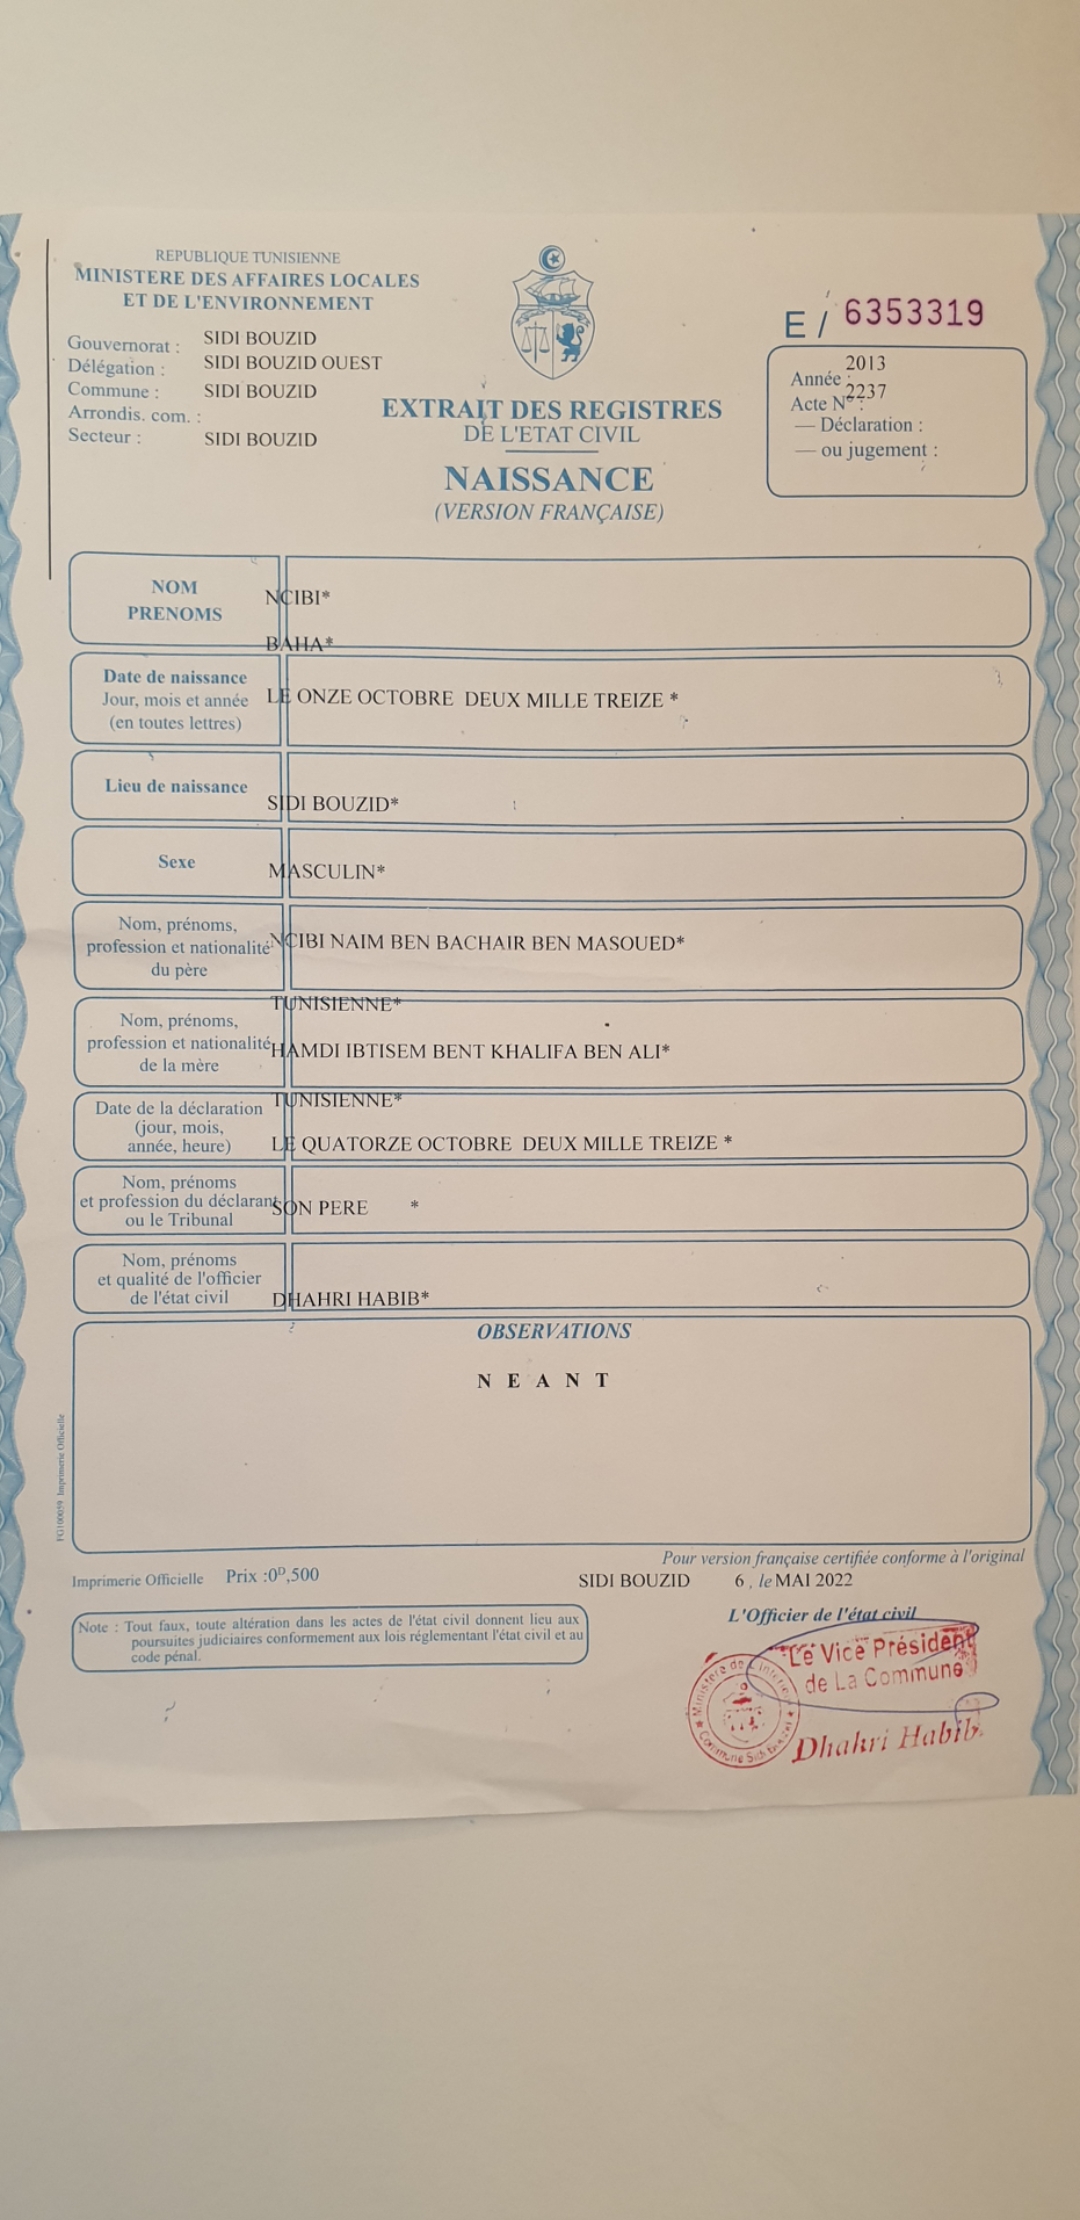 REPUBLIQUE TUNISIENNE
MINISTERE DES AFFAIRES LOCALES
ET DE L'ENVIRONNEMENT
Gouvernorat : SIDI BOUZID
Délégation : SIDI BOUZID OUEST
Commune : SIDI BOUZID
Arrondis. com. :
Secteur : SIDI BOUZID
E / 6353319
Année : 2013
Acte N° : 2237
— Déclaration :
— ou jugement :
EXTRAIT DES REGISTRES
DE L'ETAT CIVIL
NAISSANCE
(VERSION FRANÇAISE)
NOM NCIBI*
PRENOMS BAHA*
Date de naissance
Jour, mois et année
(en toutes lettres)
LE ONZE OCTOBRE DEUX MILLE TREIZE *
Lieu de naissance
SIDI BOUZID*
Sexe
MASCULIN*
Nom, prénoms,
profession et nationalité
du père
NCIBI NAIM BEN BACHAIR BEN MASOUED*
TUNISIENNE*
Nom, prénoms,
profession et nationalité
de la mère
HAMDI IBTISEM BENT KHALIFA BEN ALI*
TUNISIENNE*
Date de la déclaration
(jour, mois,
année, heure)
LE QUATORZE OCTOBRE DEUX MILLE TREIZE *
Nom, prénoms
et profession du déclarant
ou le Tribunal
SON PERE *
Nom, prénoms
et qualité de l'officier
de l'état civil
DHAHRI HABIB*
OBSERVATIONS
N E A N T
FG100059 Imprimerie Officielle
Imprimerie Officielle Prix :0ᴰ,500
Pour version française certifiée conforme à l'original
SIDI BOUZID 6 , le MAI 2022
L'Officier de l'état civil
Note : Tout faux, toute altération dans les actes de l'état civil donnent lieu aux
poursuites judiciaires conformement aux lois réglementant l'état civil et au
code pénal.
Le Vice Président
de La Commune
Dhahri Habib
Ministère de L'Interieur
Commune Sidi Bouzid